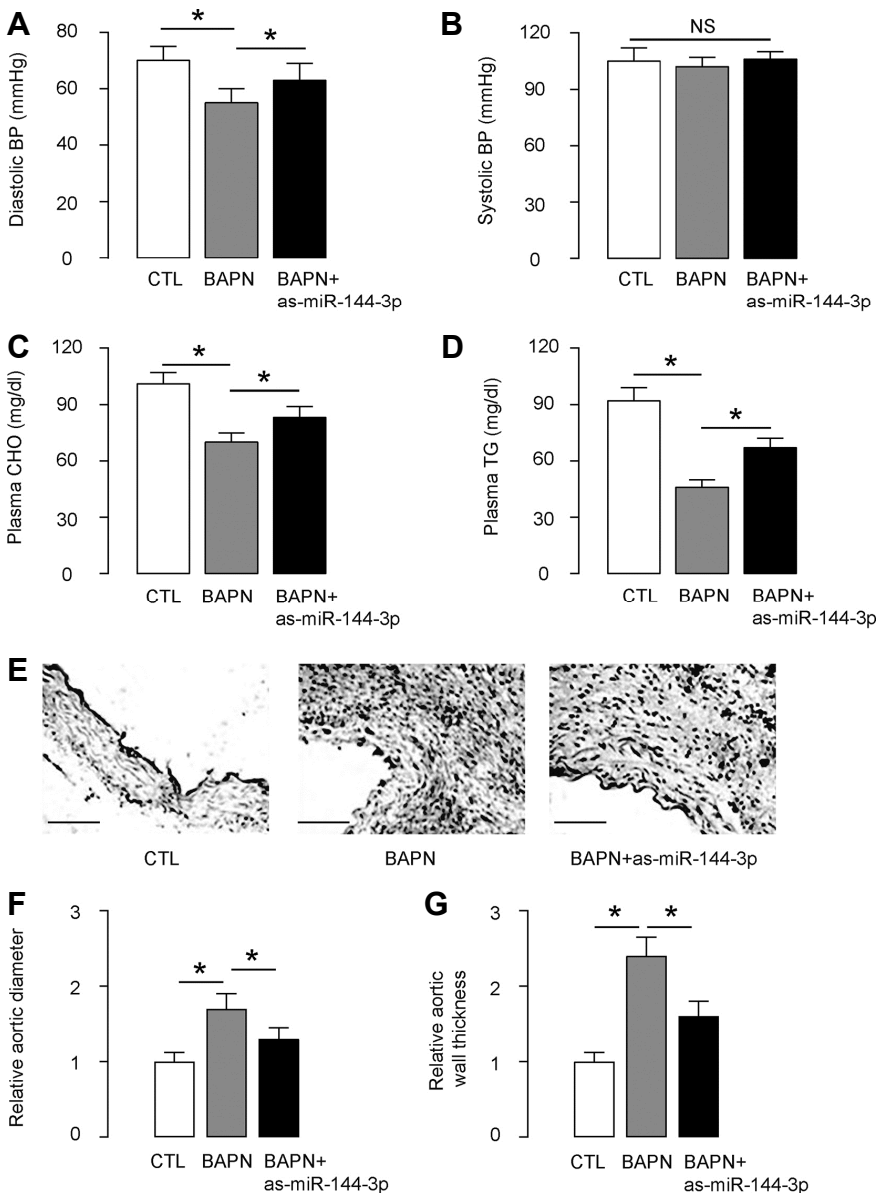 A
Diastolic BP (mmHg)
80
60
40
20
0
*
*
CTL
BAPN
BAPN+
as-miR-144-3p
B
Systolic BP (mmHg)
120
90
60
30
0
NS
CTL
BAPN
BAPN+
as-miR-144-3p
C
Plasma CHO (mg/dl)
120
90
60
30
0
*
*
CTL
BAPN
BAPN+
as-miR-144-3p
D
Plasma TG (mg/dl)
120
90
60
30
0
*
*
CTL
BAPN
BAPN+
as-miR-144-3p
E
CTL
BAPN
BAPN+as-miR-144-3p
F
Relative aortic diameter
3
2
1
0
*
*
CTL
BAPN
BAPN+
as-miR-144-3p
G
Relative aortic
wall thickness
3
2
1
0
*
*
CTL
BAPN
BAPN+
as-miR-144-3p